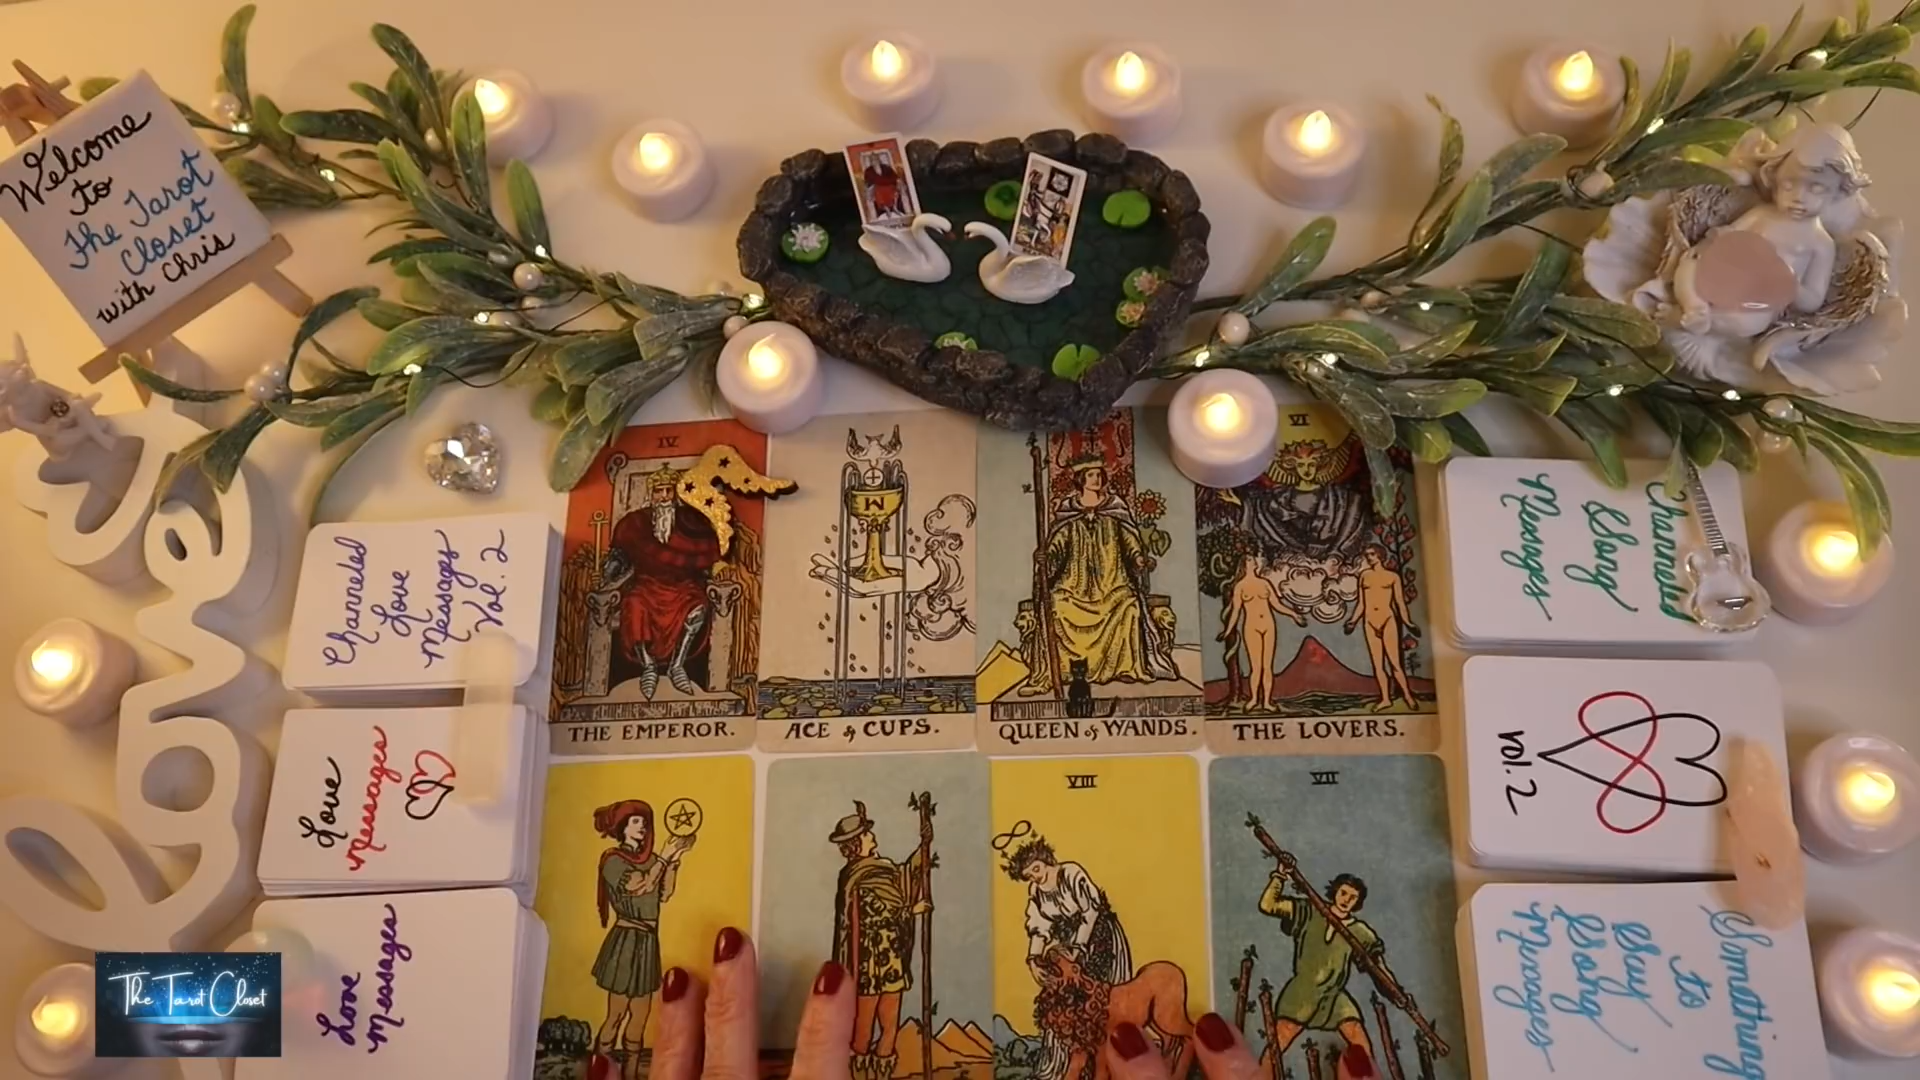 Welcome
to
The Tarot
Closet
with Chris
IV
VI
THE EMPEROR.
ACE of CUPS.
QUEEN of WANDS.
THE LOVERS.
VIII
VII
Channeled
Love
Messages
Vol. 2
Love
Messages
Love
Messages
Channeled
Song
Messages
Vol. 2
Something
to
Say
Song
Messages
The Tarot Closet